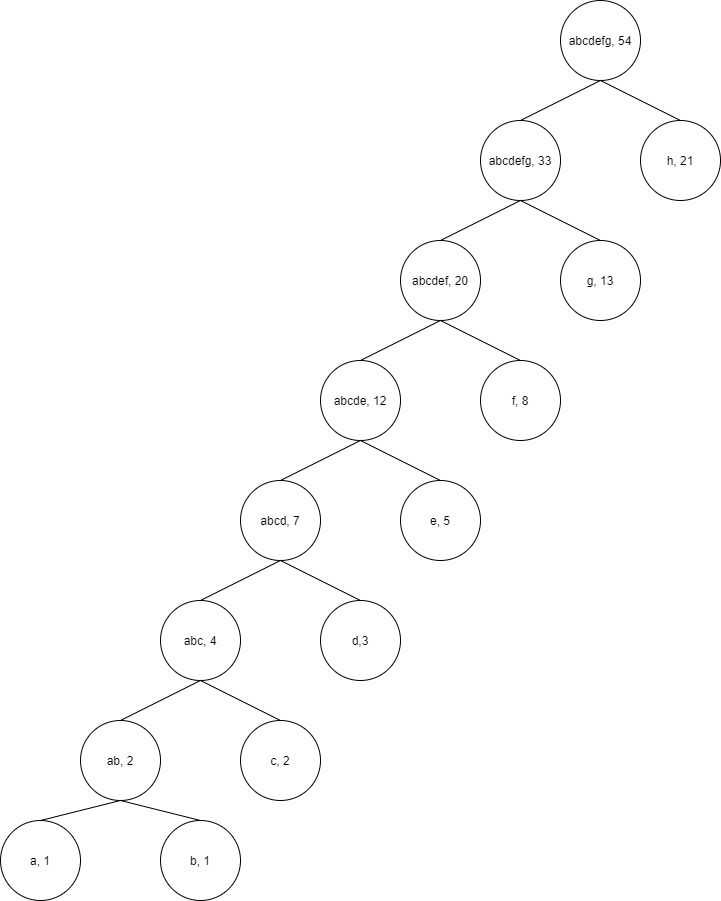 abcdefg, 54
abcdefg, 33
h, 21
abcdef, 20
g, 13
abcde, 12
f, 8
abcd, 7
e, 5
abc, 4
d,3
ab, 2
c, 2
a, 1
b, 1